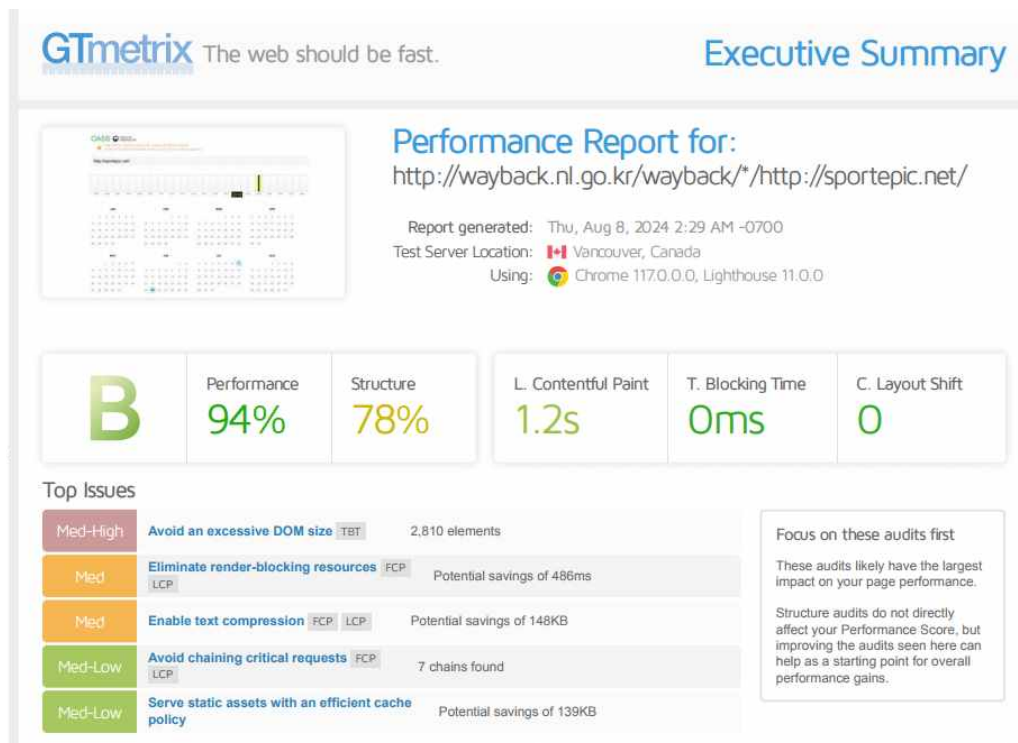 GTmetrix The web should be fast.
Executive Summary
OASIS
http://sportepic.net/
Performance Report for:
http://wayback.nl.go.kr/wayback/*/http://sportepic.net/
Report generated: Thu, Aug 8, 2024 2:29 AM -0700
Test Server Location: Vancouver, Canada
Using: Chrome 117.0.0.0, Lighthouse 11.0.0
B
Performance
94%
Structure
78%
L. Contentful Paint
1.2s
T. Blocking Time
0ms
C. Layout Shift
0
Top Issues
Med-High Avoid an excessive DOM size TBT 2,810 elements
Med Eliminate render-blocking resources FCP
LCP Potential savings of 486ms
Med Enable text compression FCP LCP Potential savings of 148KB
Med-Low Avoid chaining critical requests FCP
LCP 7 chains found
Med-Low Serve static assets with an efficient cache
policy Potential savings of 139KB
Focus on these audits first
These audits likely have the largest
impact on your page performance.
Structure audits do not directly
affect your Performance Score, but
improving the audits seen here can
help as a starting point for overall
performance gains.